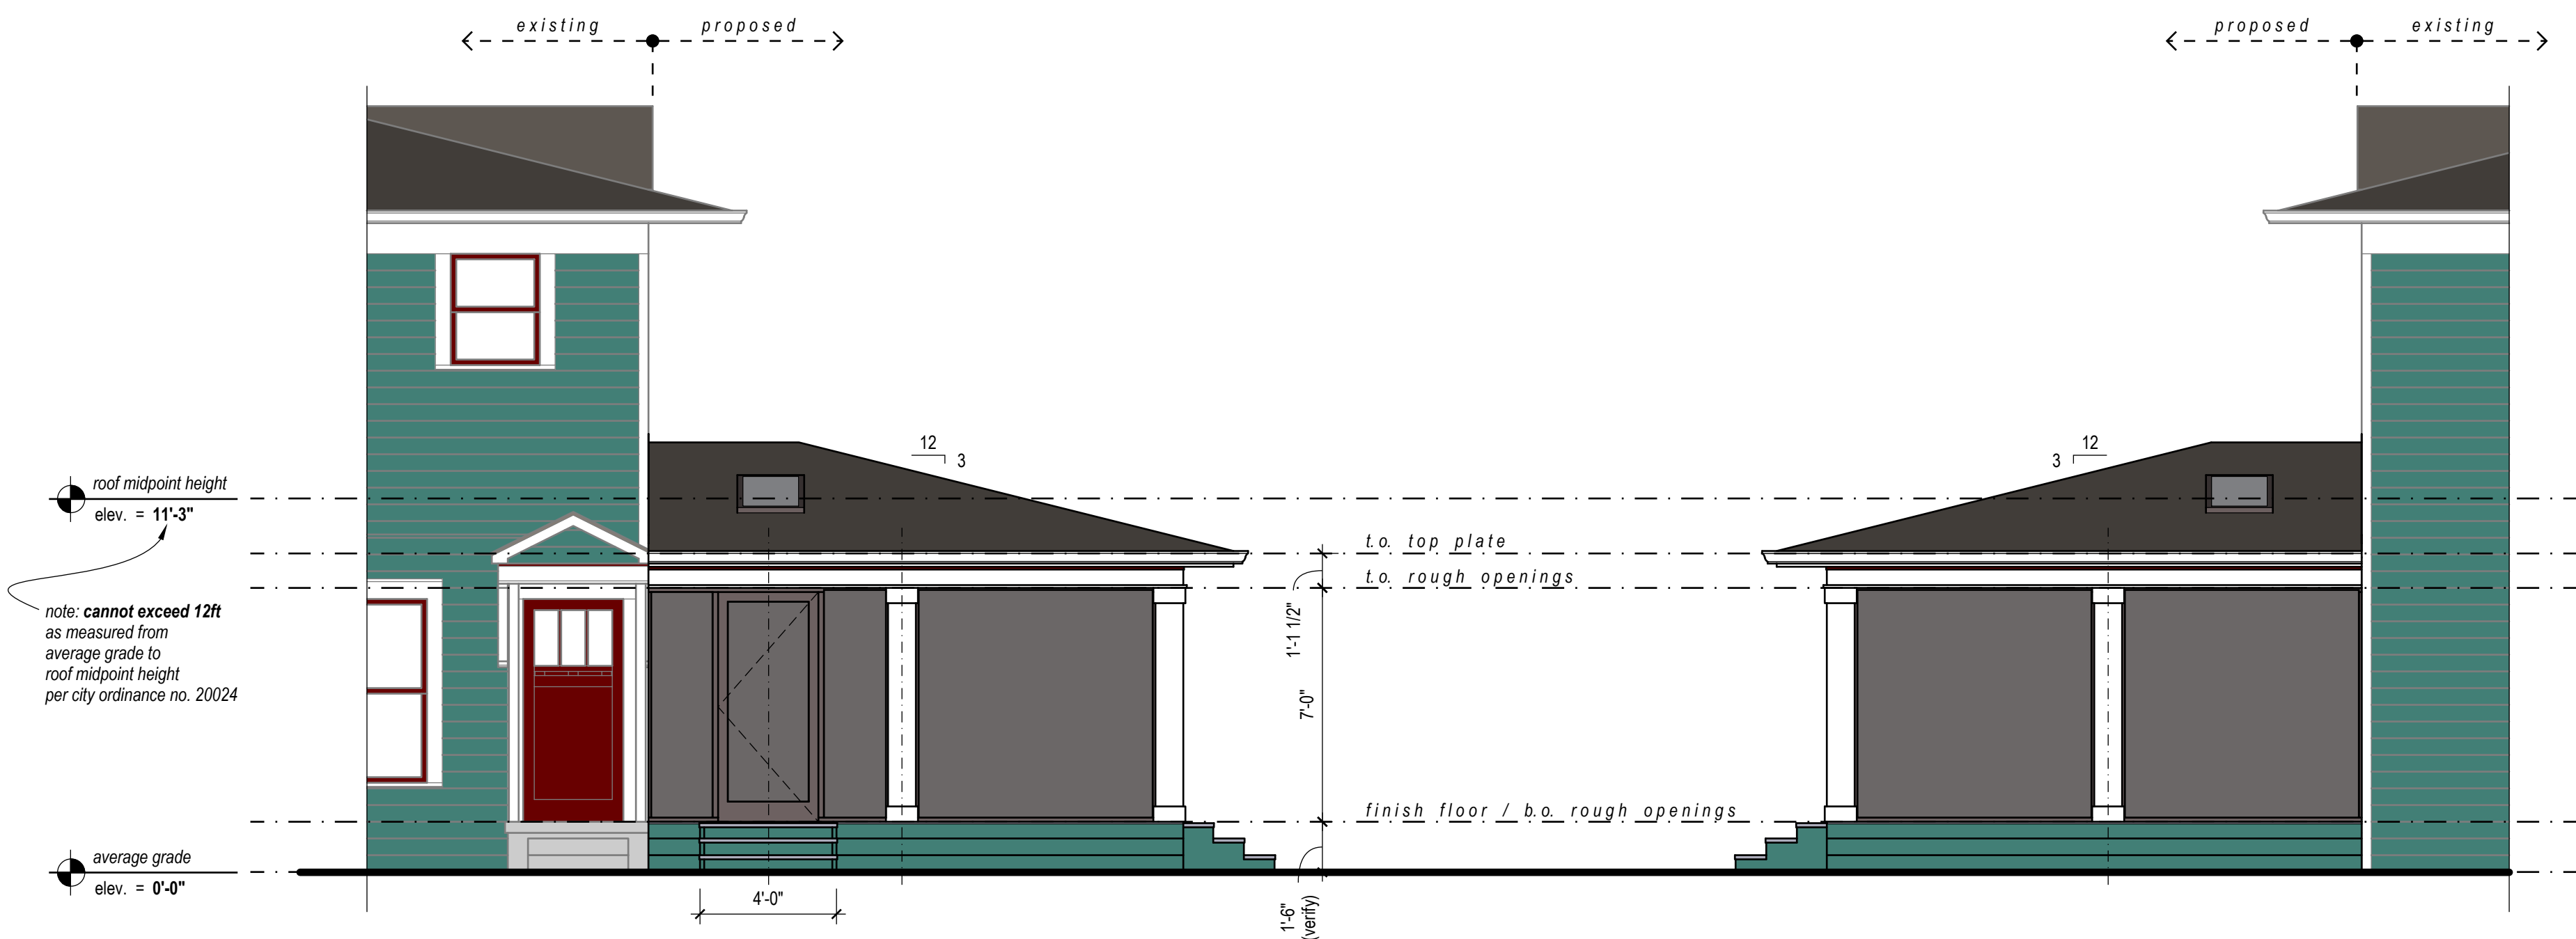 existing
proposed
proposed
existing
12
3
12
3
roof midpoint height
elev. = 11'-3"
t.o. top plate
t.o. rough openings
note: cannot exceed 12ft
as measured from
average grade to
roof midpoint height
per city ordinance no. 20024
1'-1 1/2"
7'-0"
finish floor / b.o. rough openings
average grade
elev. = 0'-0"
4'-0"
1'-6"
(verify)